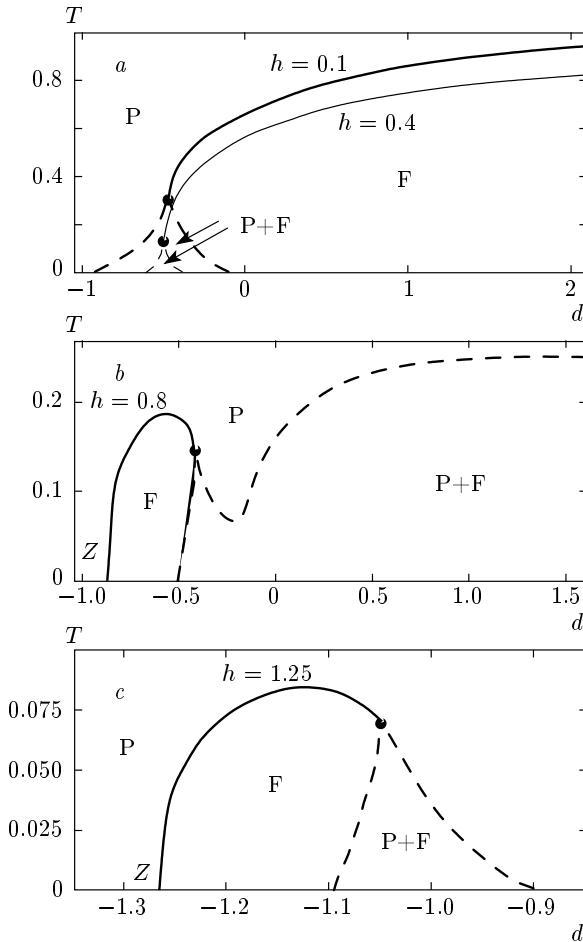 T
a
h = 0.1
0.8
P
h = 0.4
0.4
F
P+F
0
−1 0 1 2
d
T
b
h = 0.8
0.2
P
0.1
F
P+F
Z
0
−1.0 −0.5 0 0.5 1.0 1.5
d
T
c
h = 1.25
0.075
P
0.050
F
0.025
P+F
Z
0
−1.3 −1.2 −1.1 −1.0 −0.9
d